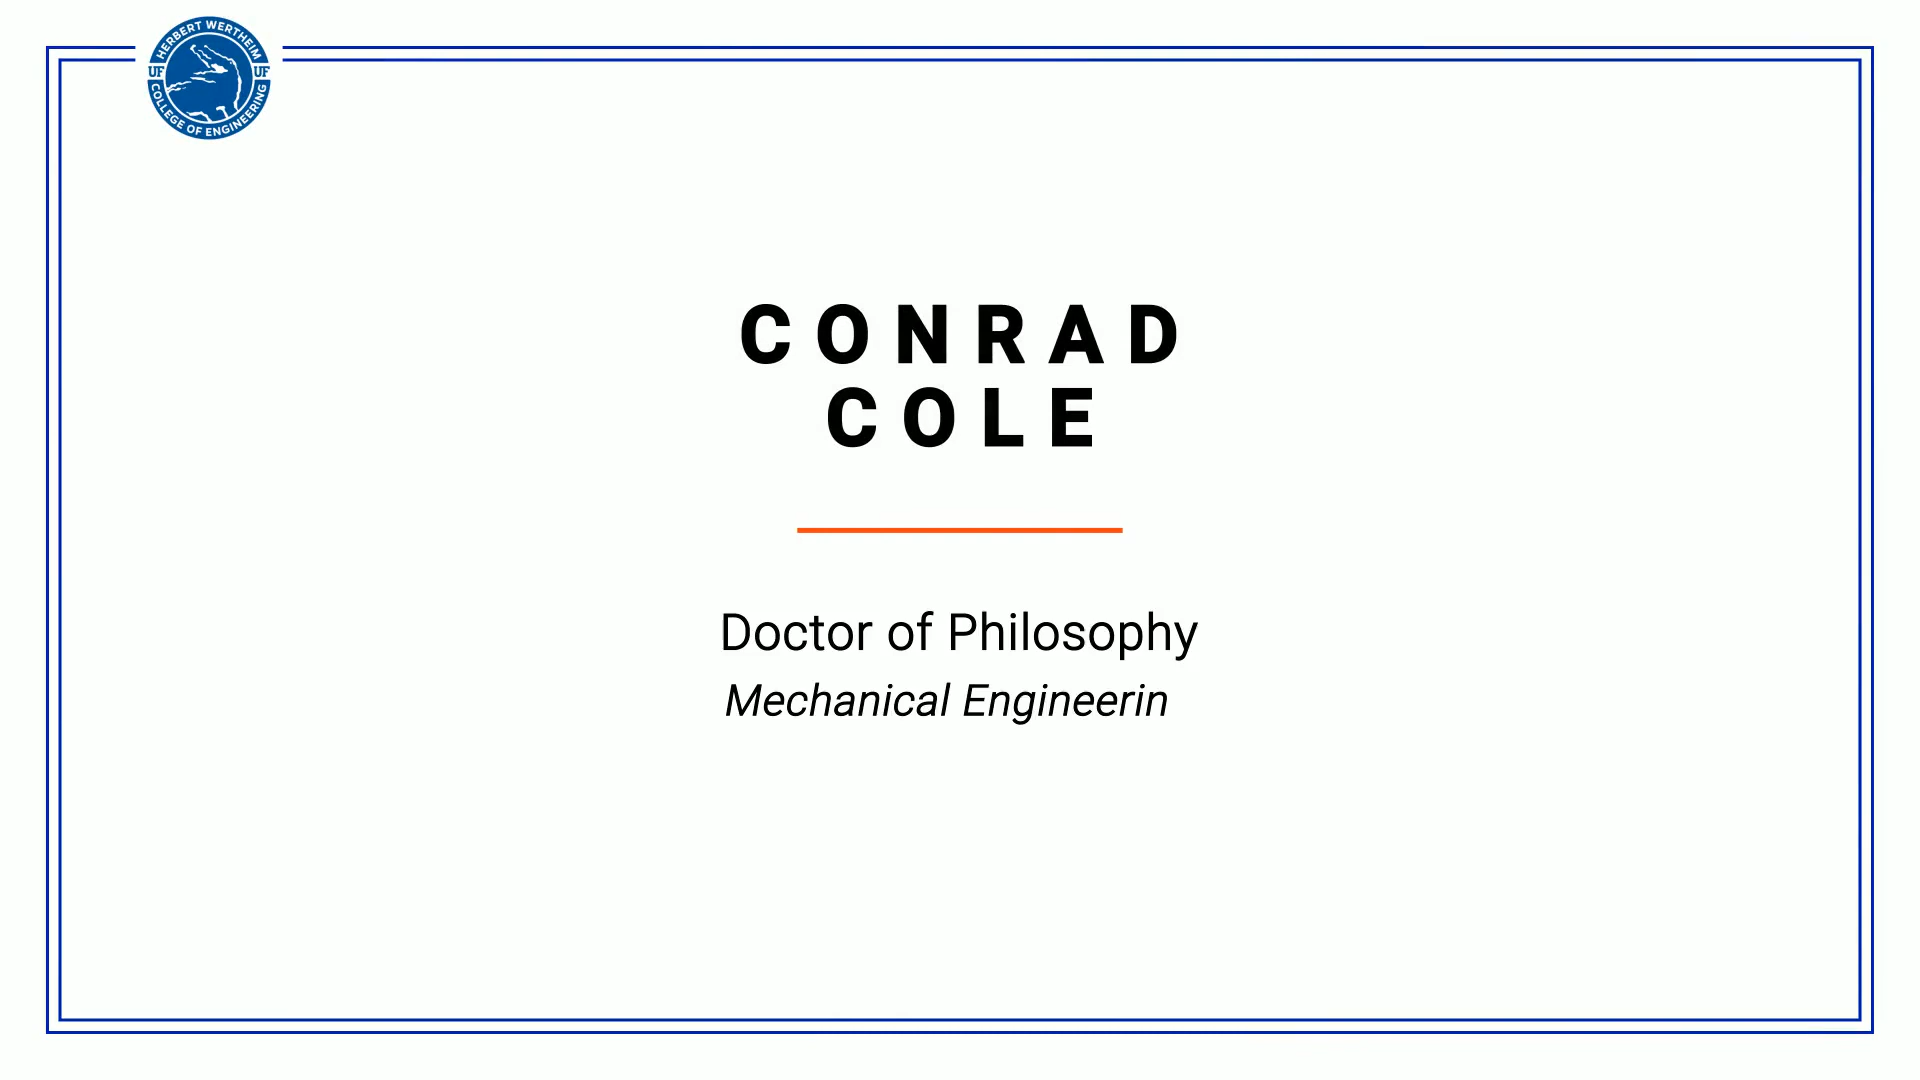 HERBERT WERTHEIM
UF UF
COLLEGE OF ENGINEERING
CONRAD
COLE
Doctor of Philosophy
Mechanical Engineerin